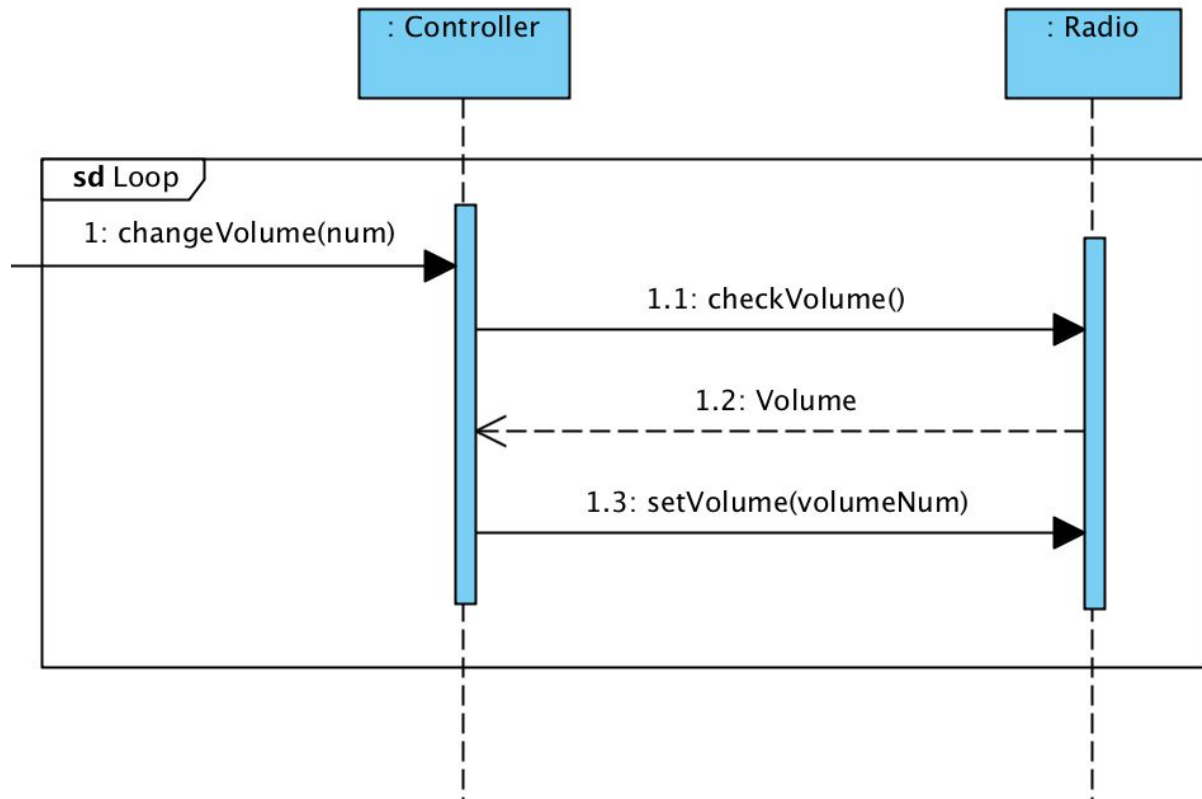 : Controller
: Radio
sd Loop
1: changeVolume(num)
1.1: checkVolume()
1.2: Volume
1.3: setVolume(volumeNum)